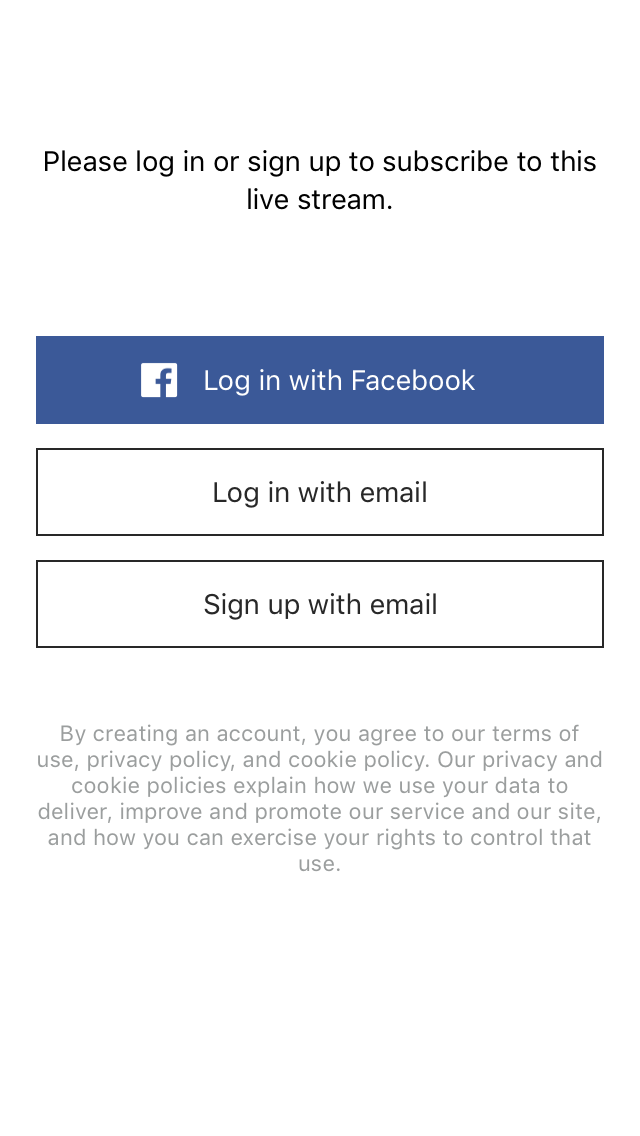 Please log in or sign up to subscribe to this
live stream.
Log in with Facebook
Log in with email
Sign up with email
By creating an account, you agree to our terms of
use, privacy policy, and cookie policy. Our privacy and
cookie policies explain how we use your data to
deliver, improve and promote our service and our site,
and how you can exercise your rights to control that
use.